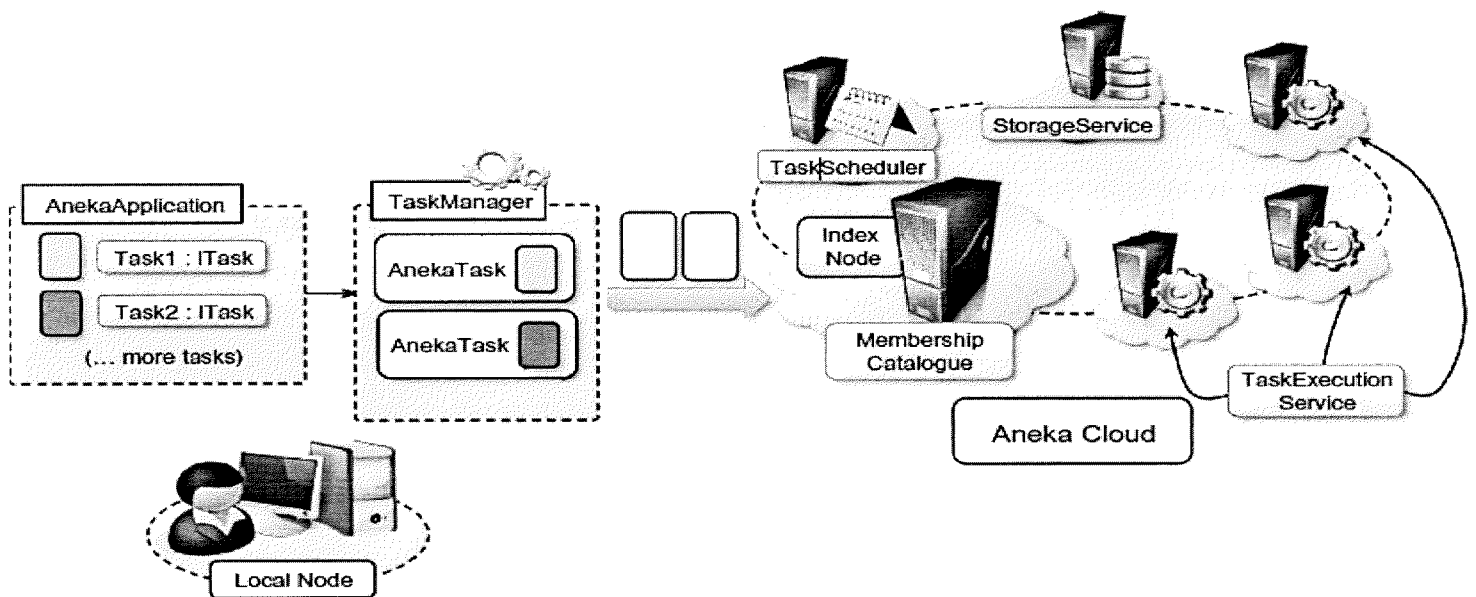 AnekaApplication
Task1 : ITask
Task2 : ITask
(... more tasks)
TaskManager
AnekaTask
AnekaTask
Local Node
TaskScheduler
StorageService
Index
Node
Membership
Catalogue
TaskExecution
Service
Aneka Cloud